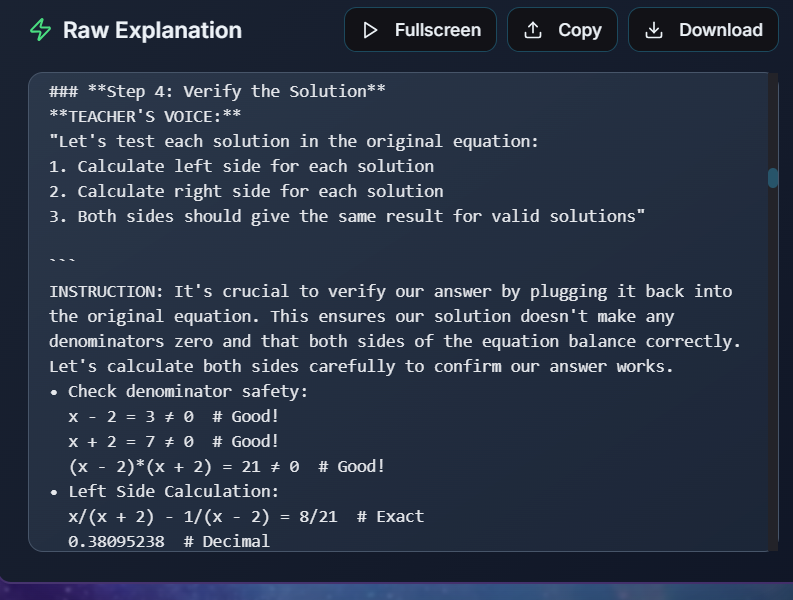 Raw Explanation
Fullscreen
Copy
Download
### **Step 4: Verify the Solution**
**TEACHER'S VOICE:**
"Let's test each solution in the original equation:
1. Calculate left side for each solution
2. Calculate right side for each solution
3. Both sides should give the same result for valid solutions"
```
INSTRUCTION: It's crucial to verify our answer by plugging it back into
the original equation. This ensures our solution doesn't make any
denominators zero and that both sides of the equation balance correctly.
Let's calculate both sides carefully to confirm our answer works.
• Check denominator safety:
x - 2 = 3 ≠ 0  # Good!
x + 2 = 7 ≠ 0  # Good!
(x - 2)*(x + 2) = 21 ≠ 0  # Good!
• Left Side Calculation:
x/(x + 2) - 1/(x - 2) = 8/21  # Exact
0.38095238  # Decimal